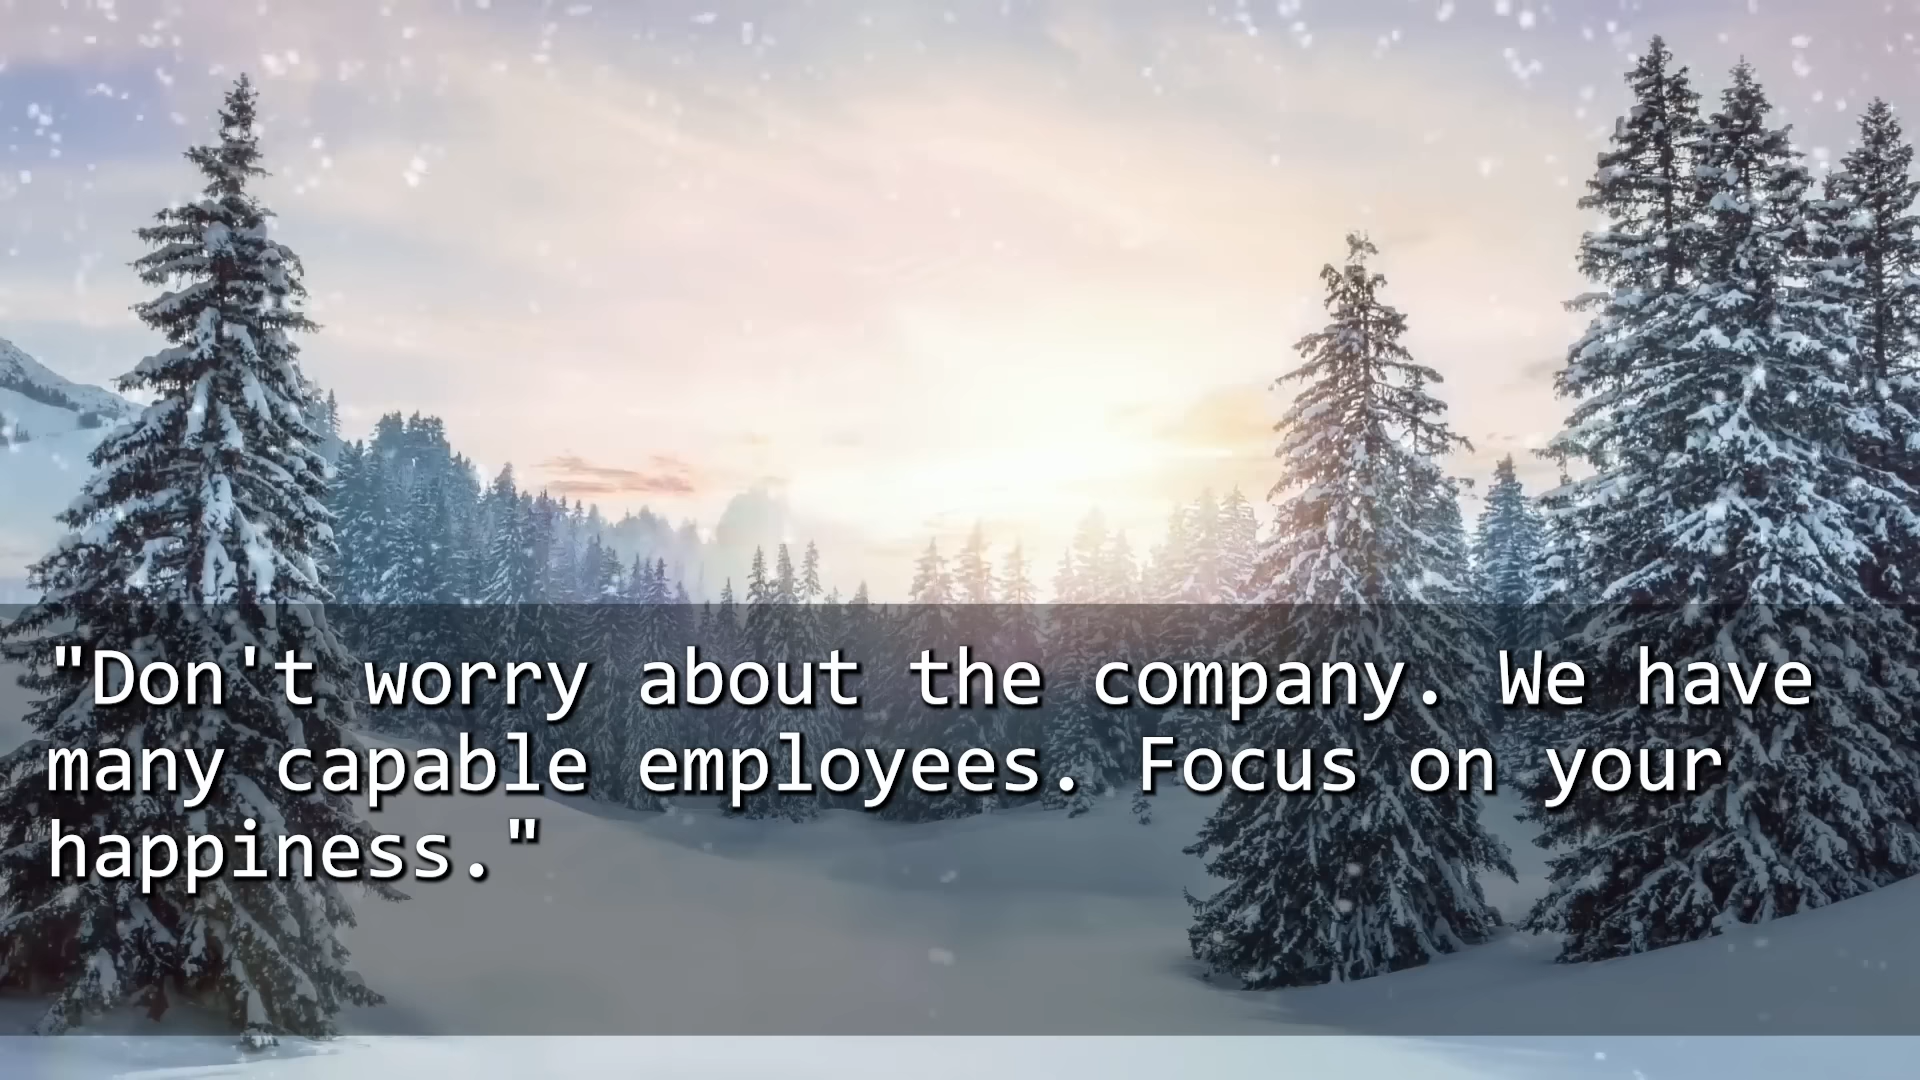 "Don't worry about the company. We have
many capable employees. Focus on your
happiness."